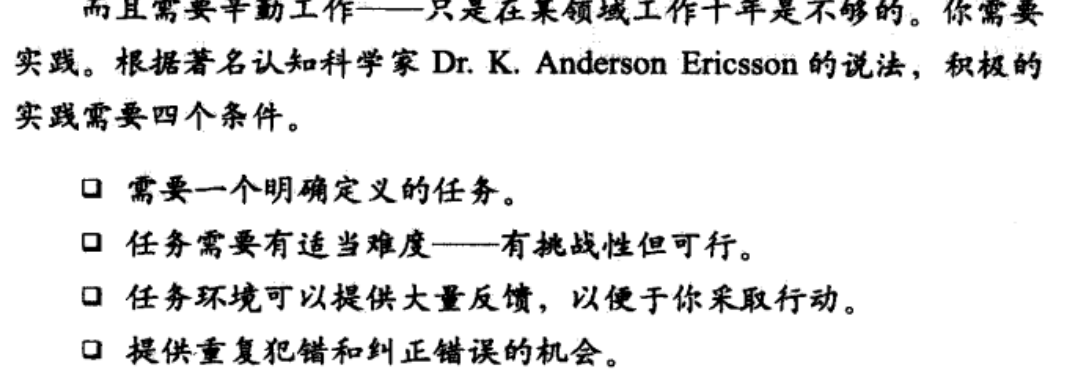 而且需要辛勤工作——只是在某领域工作十年是不够的。你需要
实践。根据著名认知科学家 Dr. K. Anderson Ericsson 的说法，积极的
实践需要四个条件。
❑ 需要一个明确定义的任务。
❑ 任务需要有适当难度——有挑战性但可行。
❑ 任务环境可以提供大量反馈，以便于你采取行动。
❑ 提供重复犯错和纠正错误的机会。